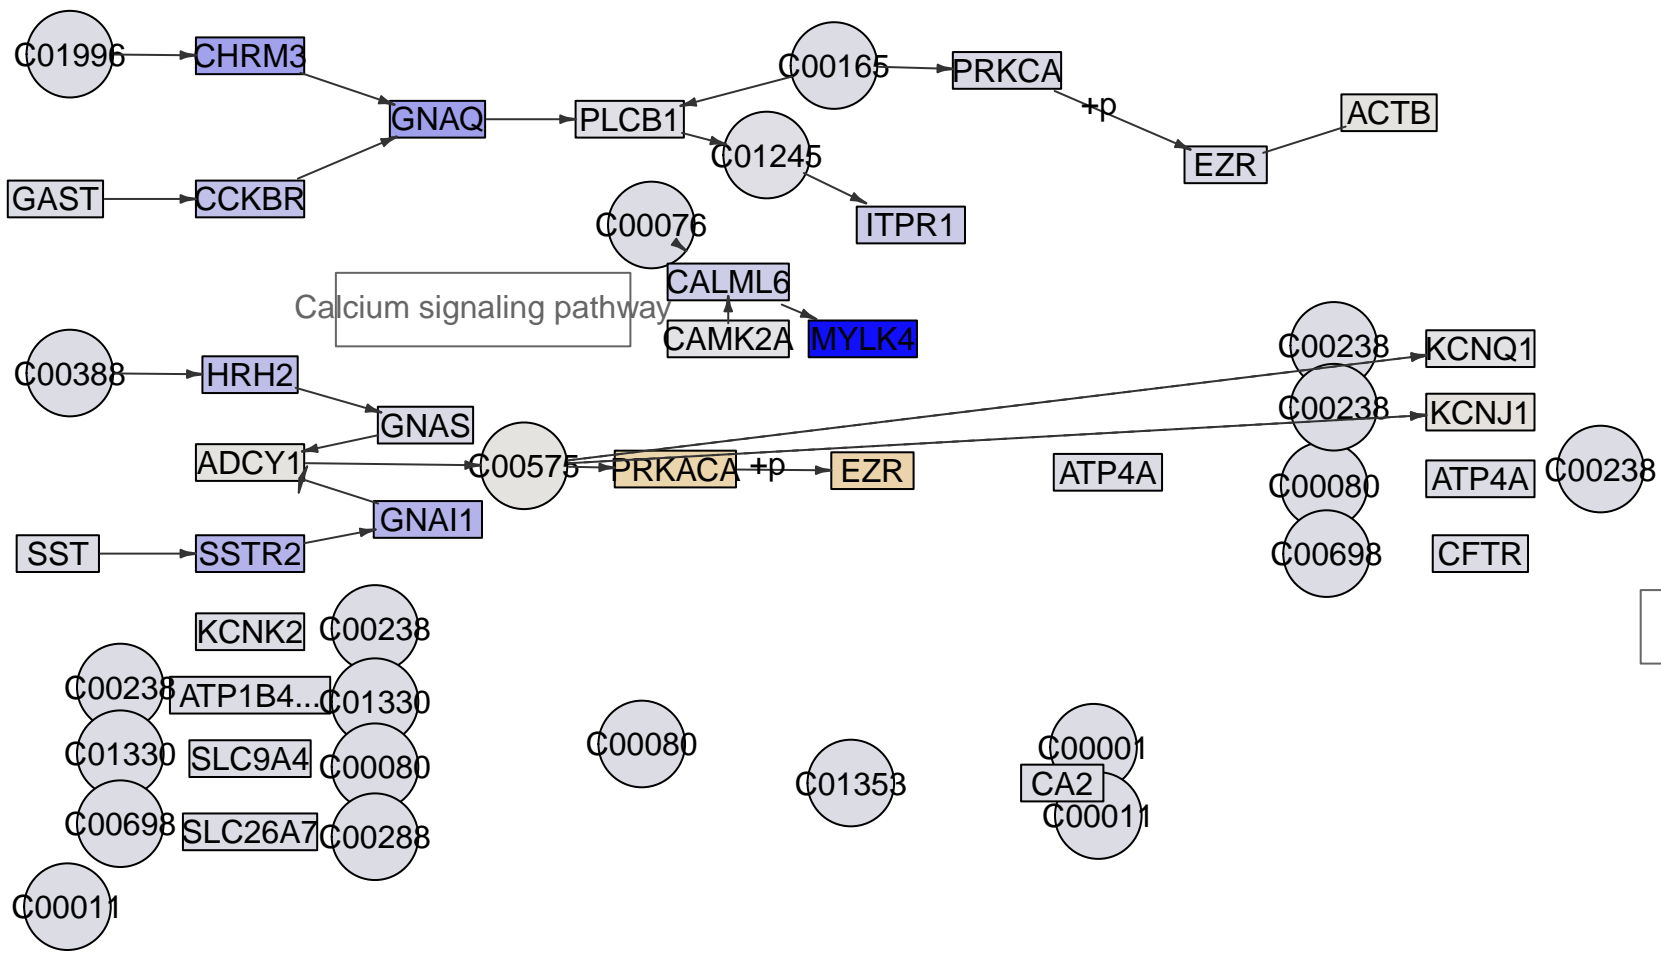 C01996
CHRM3
C00165
PRKCA
+p
ACTB
GNAQ
PLCB1
C01245
EZR
GAST
CCKBR
C00076
ITPR1
CALML6
Calcium signaling pathway
CAMK2A
MYLK4
C00238
KCNQ1
C00388
HRH2
C00238
KCNJ1
GNAS
ADCY1
C00575
PRKACA
+p
EZR
ATP4A
C00080
ATP4A
C00238
GNAI1
SST
SSTR2
C00698
CFTR
KCNK2
C00238
C00238
ATP1B4...
C01330
C01330
SLC9A4
C00080
C00080
C01353
C00001
CA2
C00011
C00698
SLC26A7
C00288
C00011